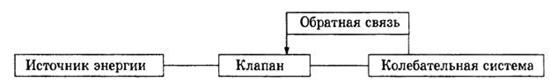 Обратная связь
Источник энергии
Клапан
Колебательная система